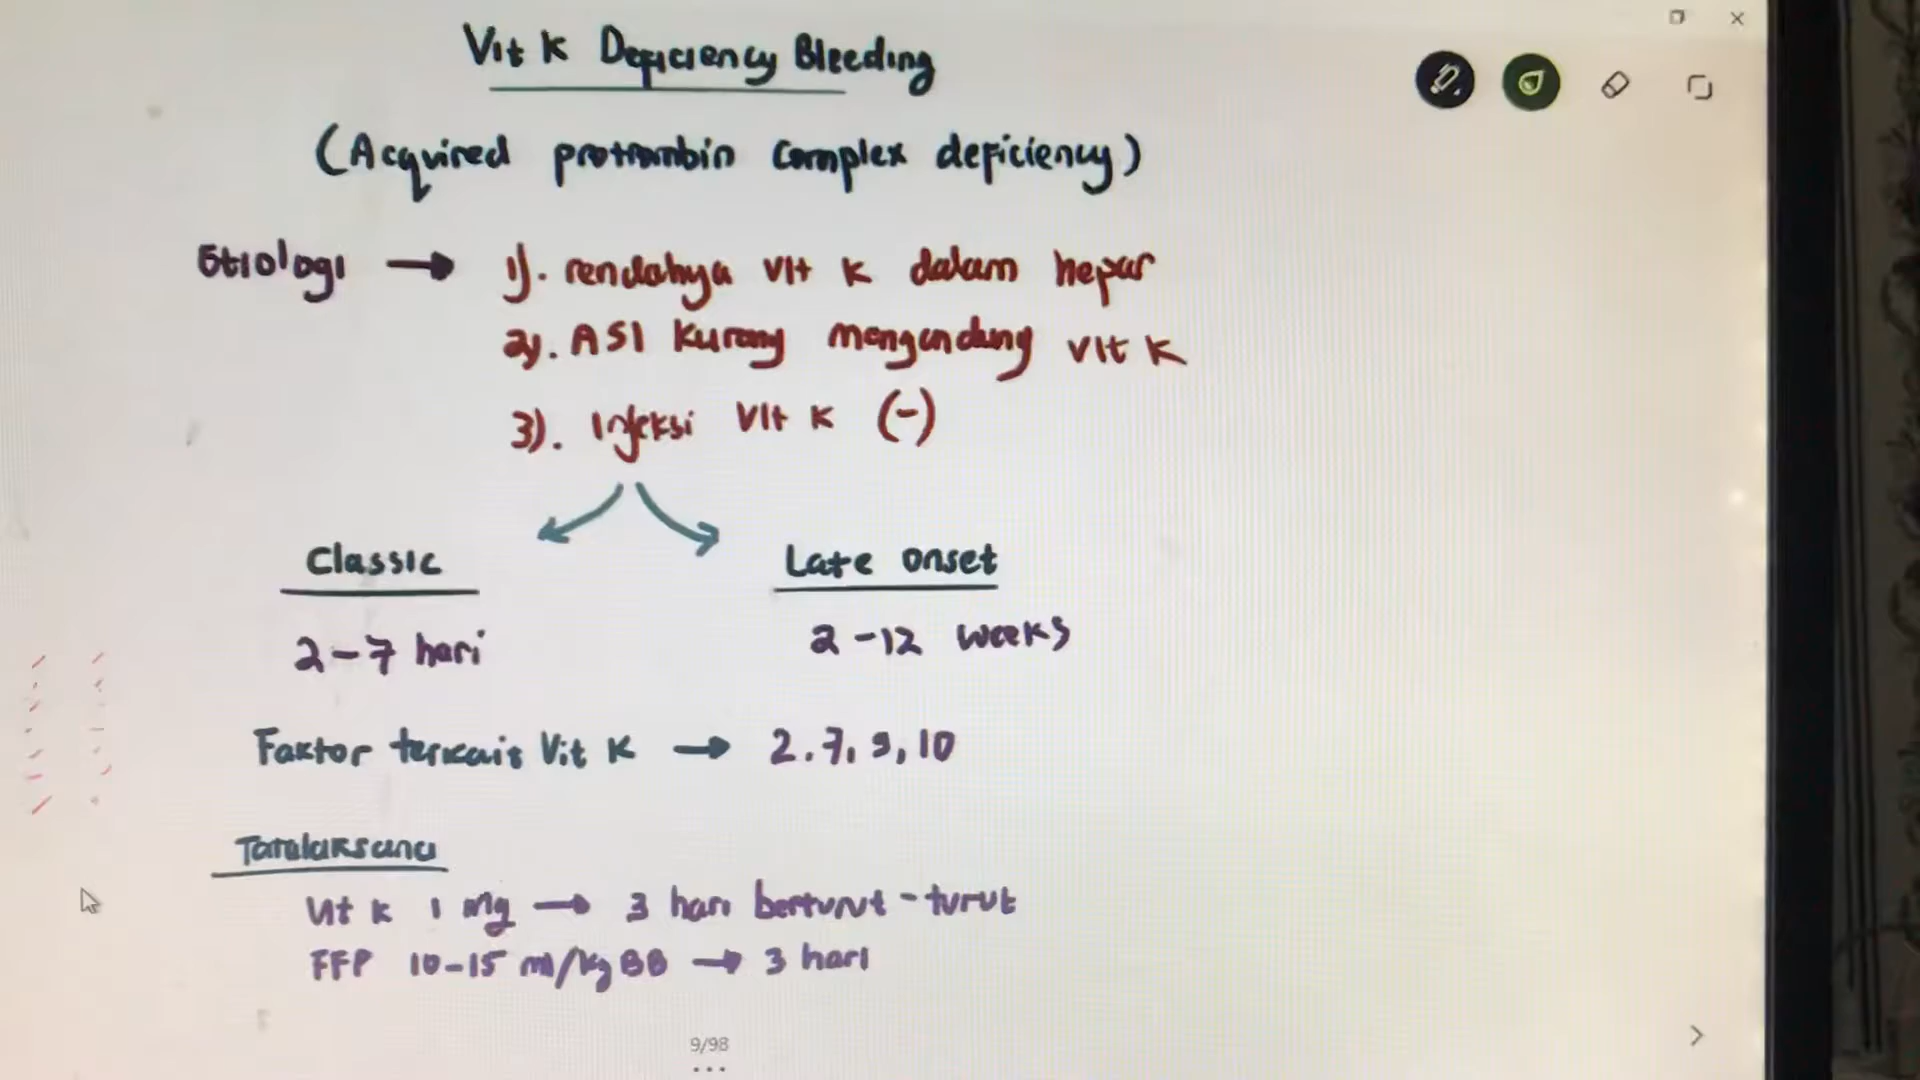 Vit K Deficiency Bleeding
(Acquired protrombin complex deficiency)
Etiologi → 1). rendahya vit K dalam hepar
2). ASI kurang mengandung vit K
3). Injeksi Vit K (-)
Classic
Late onset
2-7 hari
2-12 weeks
Faktor terkait Vit K → 2.7, 9, 10
Tatalaksana
Vit K 1 mg → 3 hari berturut-turut
FFP 10-15 ml/kgBB → 3 hari
9/98